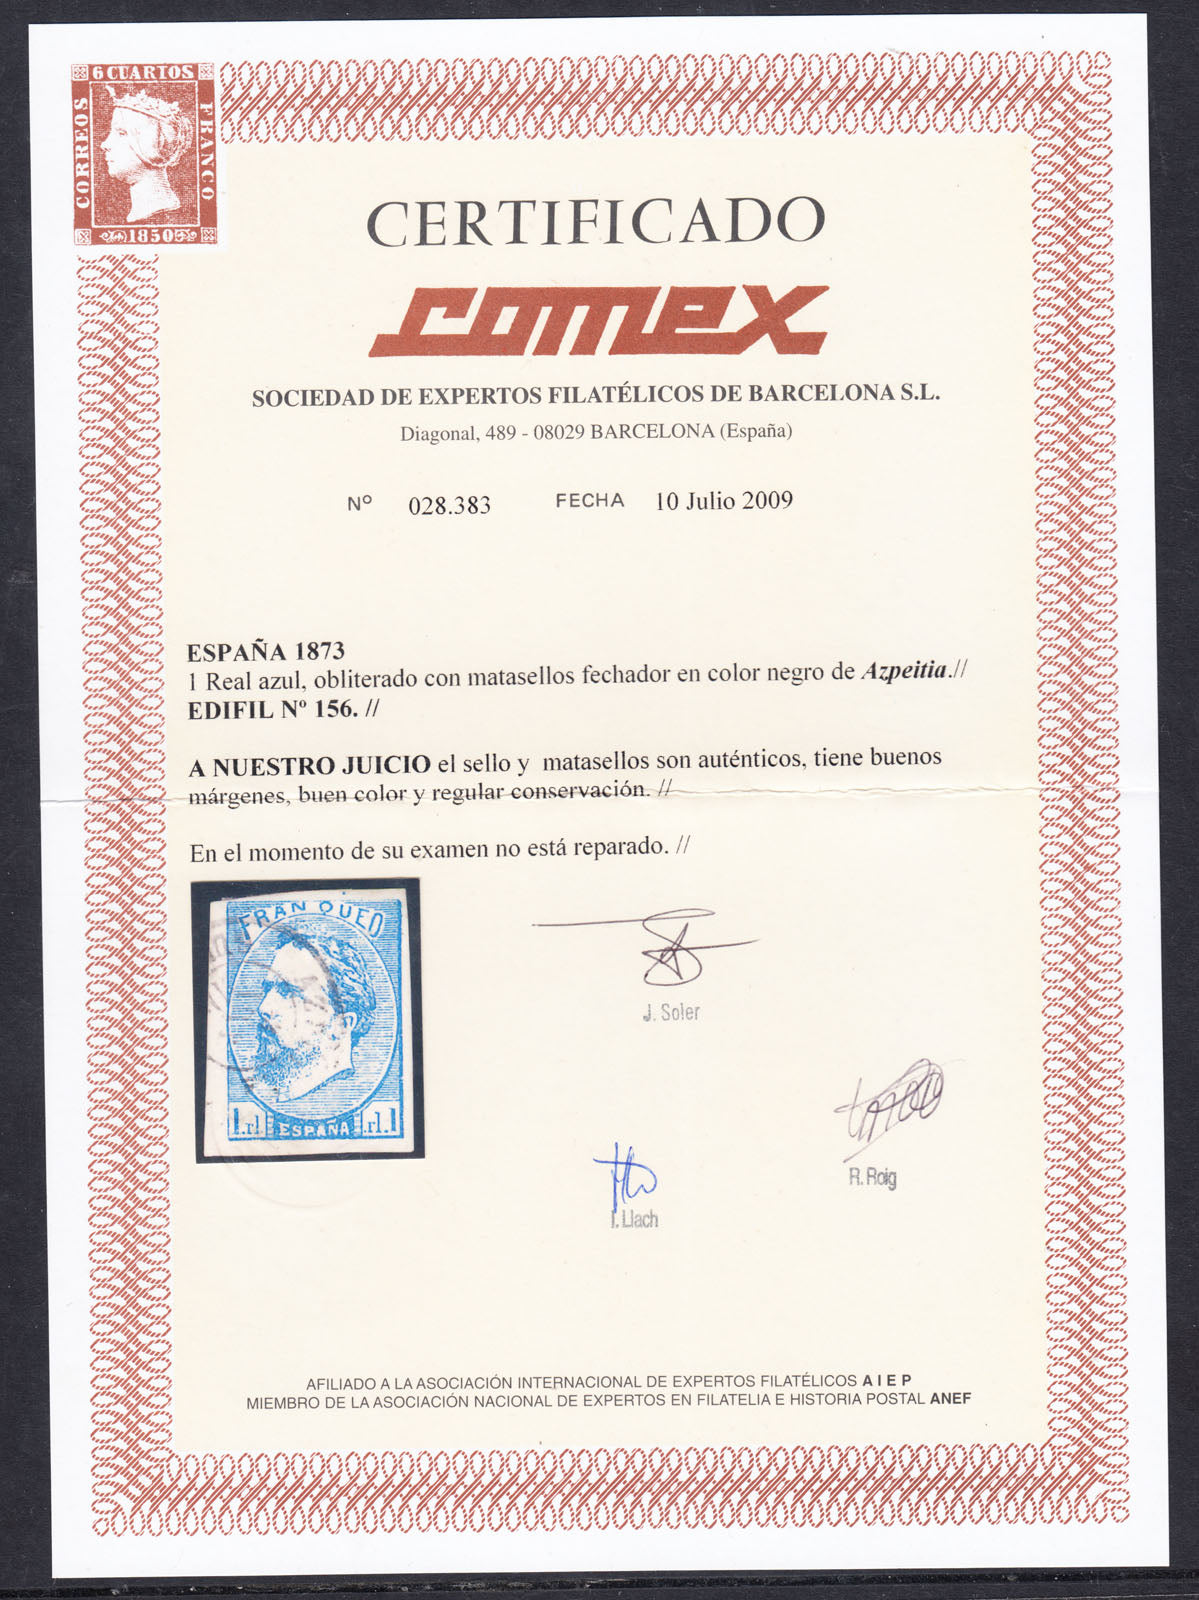 6 CUARTOS
CORREOS
FRANCO
1850
CERTIFICADO
comex
SOCIEDAD DE EXPERTOS FILATÉLICOS DE BARCELONA S.L.
Diagonal, 489 - 08029 BARCELONA (España)
Nº 028.383 FECHA 10 Julio 2009
ESPAÑA 1873
1 Real azul, obliterado con matasellos fechador en color negro de Azpeitia.//
EDIFIL Nº 156. //
A NUESTRO JUICIO el sello y matasellos son auténticos, tiene buenos
márgenes, buen color y regular conservación. //
En el momento de su examen no está reparado. //
FRANQUEO
1.rl ESPAÑA .rl.1
J. Soler
R. Roig
I. Llach
AFILIADO A LA ASOCIACIÓN INTERNACIONAL DE EXPERTOS FILATÉLICOS A I E P
MIEMBRO DE LA ASOCIACIÓN NACIONAL DE EXPERTOS EN FILATELIA E HISTORIA POSTAL ANEF